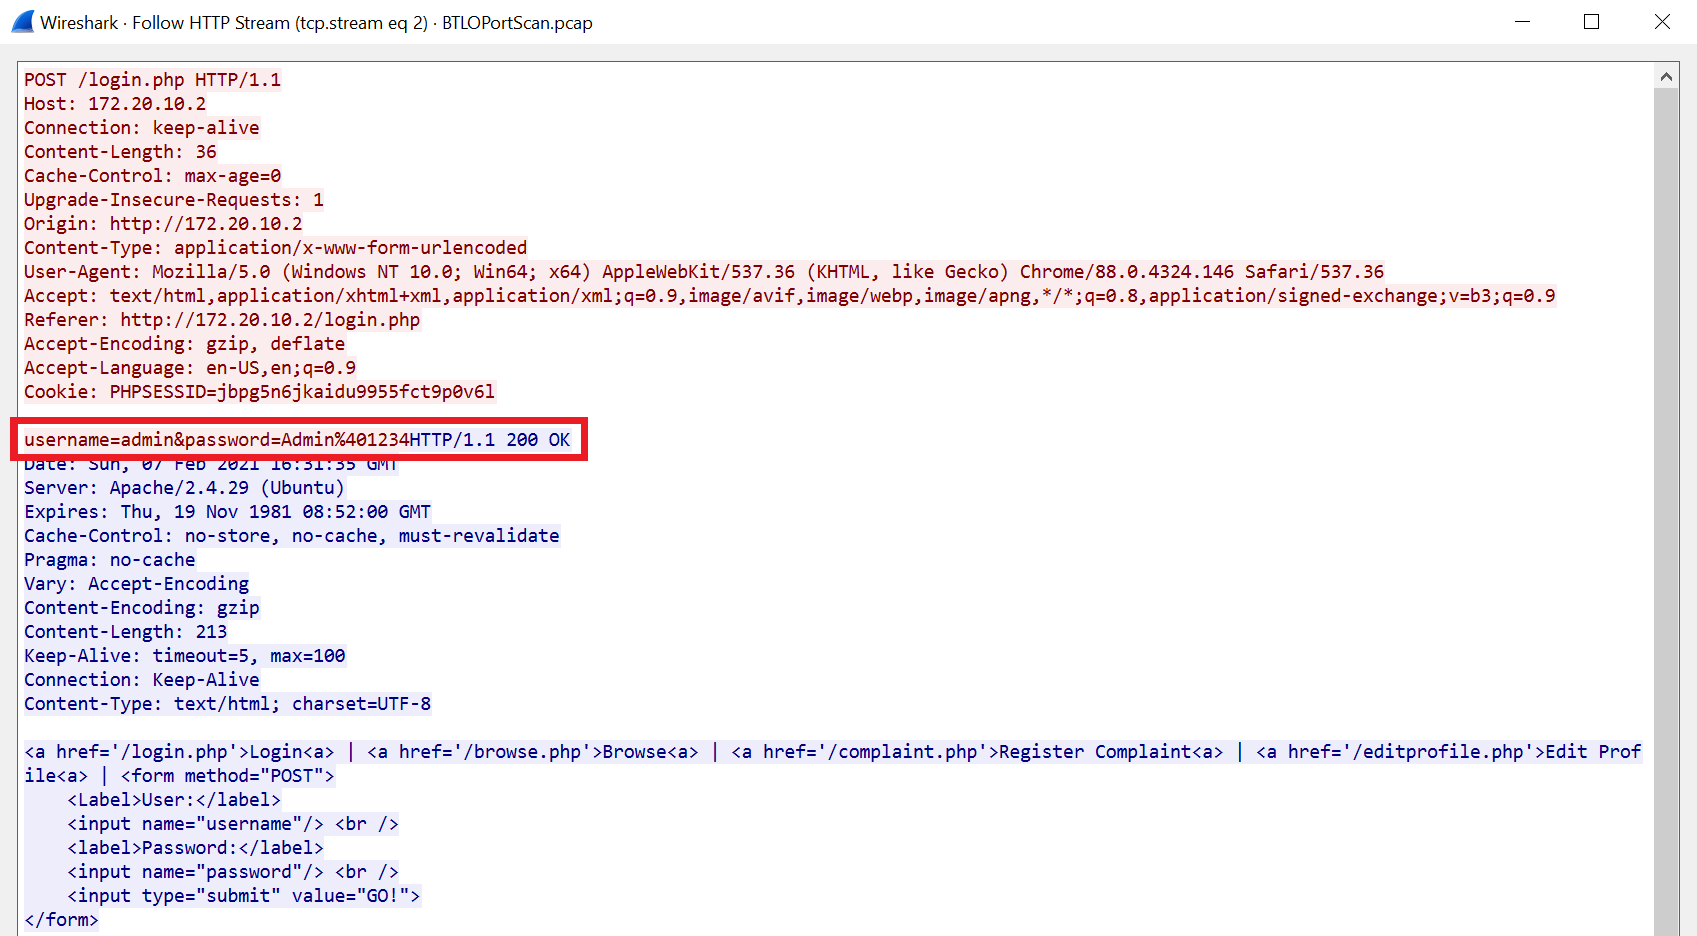 Wireshark · Follow HTTP Stream (tcp.stream eq 2) · BTLOPortScan.pcap
POST /login.php HTTP/1.1
Host: 172.20.10.2
Connection: keep-alive
Content-Length: 36
Cache-Control: max-age=0
Upgrade-Insecure-Requests: 1
Origin: http://172.20.10.2
Content-Type: application/x-www-form-urlencoded
User-Agent: Mozilla/5.0 (Windows NT 10.0; Win64; x64) AppleWebKit/537.36 (KHTML, like Gecko) Chrome/88.0.4324.146 Safari/537.36
Accept: text/html,application/xhtml+xml,application/xml;q=0.9,image/avif,image/webp,image/apng,*/*;q=0.8,application/signed-exchange;v=b3;q=0.9
Referer: http://172.20.10.2/login.php
Accept-Encoding: gzip, deflate
Accept-Language: en-US,en;q=0.9
Cookie: PHPSESSID=jbpg5n6jkaidu9955fct9p0v6l
username=admin&password=Admin%401234HTTP/1.1 200 OK
Date: Sun, 07 Feb 2021 16:31:35 GMT
Server: Apache/2.4.29 (Ubuntu)
Expires: Thu, 19 Nov 1981 08:52:00 GMT
Cache-Control: no-store, no-cache, must-revalidate
Pragma: no-cache
Vary: Accept-Encoding
Content-Encoding: gzip
Content-Length: 213
Keep-Alive: timeout=5, max=100
Connection: Keep-Alive
Content-Type: text/html; charset=UTF-8
<a href='/login.php'>Login<a> | <a href='/browse.php'>Browse<a> | <a href='/complaint.php'>Register Complaint<a> | <a href='/editprofile.php'>Edit Prof
ile<a> | <form method="POST">
    <Label>User:</label>
    <input name="username"/> <br />
    <label>Password:</label>
    <input name="password"/> <br />
    <input type="submit" value="GO!">
</form>